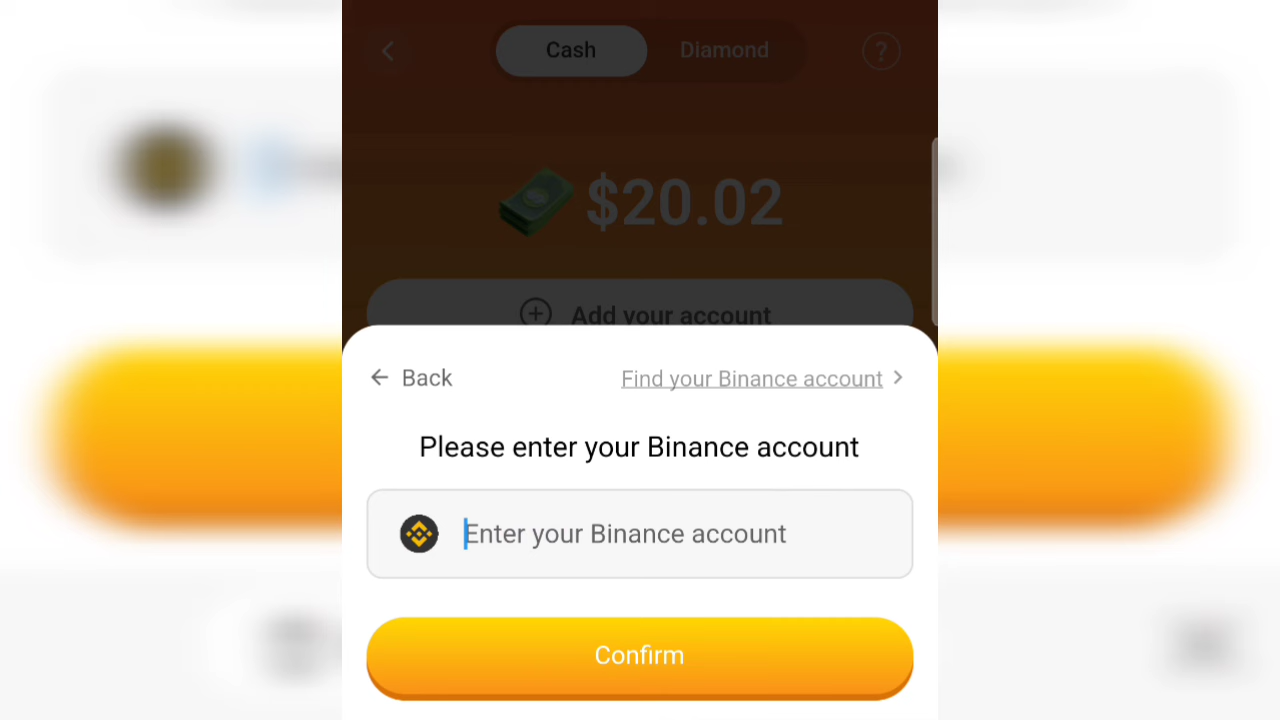 Cash Diamond ?
$20.02
Add your account
Back Find your Binance account
Please enter your Binance account
Enter your Binance account
Confirm